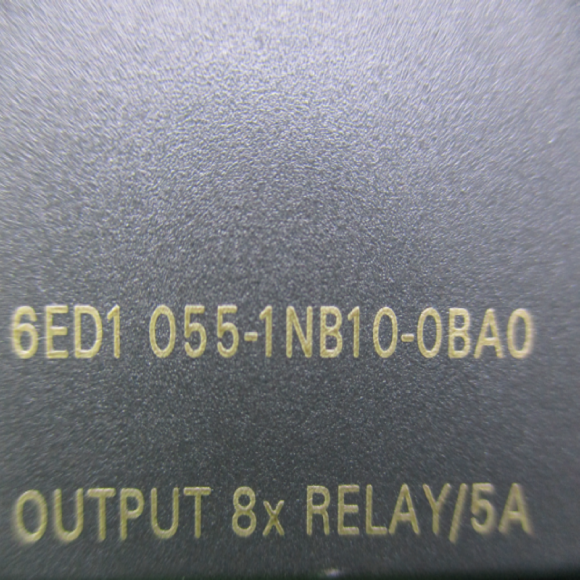 6ED1 055-1NB10-0BA0
OUTPUT 8x RELAY/5A